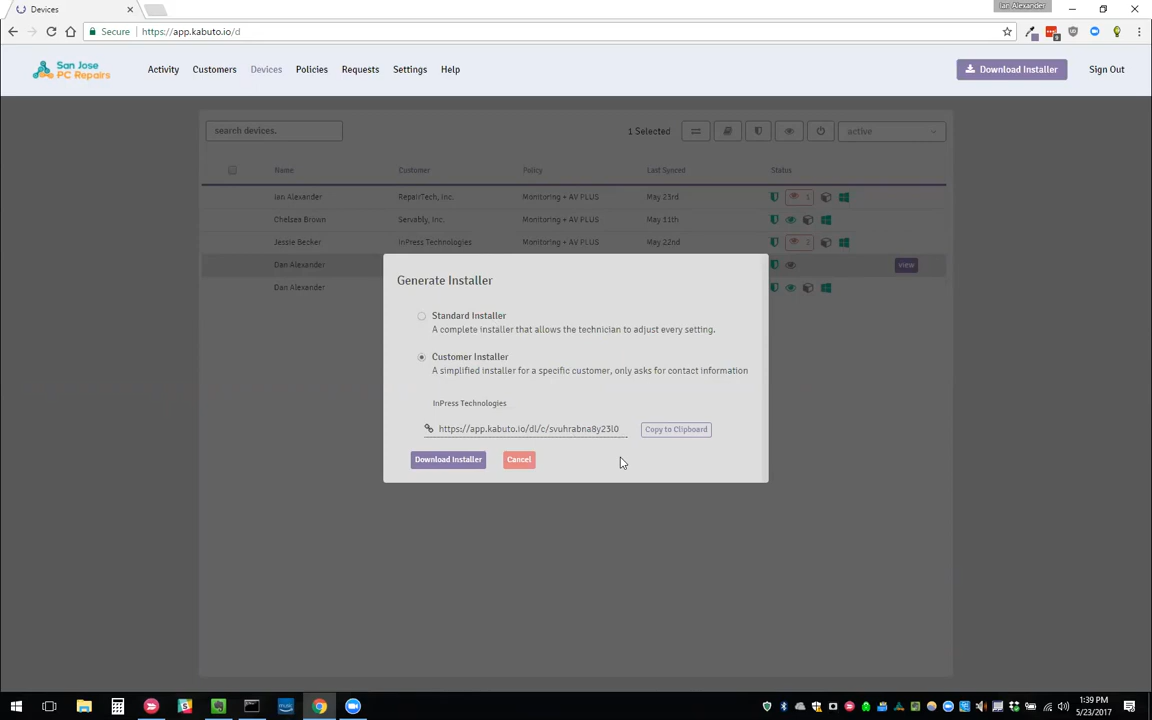 Devices
Ian Alexander
Secure https://app.kabuto.io/d
San Jose
PC Repairs
Activity Customers Devices Policies Requests Settings Help Download Installer Sign Out
search devices.
1 Selected active
Name Customer Policy Last Synced Status
Ian Alexander RepairTech, Inc. Monitoring + AV PLUS May 23rd 1
Chelsea Brown Servably, Inc. Monitoring + AV PLUS May 11th
Jessie Becker InPress Technologies Monitoring + AV PLUS May 22nd 2
Dan Alexander view
Dan Alexander
Generate Installer
Standard Installer
A complete installer that allows the technician to adjust every setting.
Customer Installer
A simplified installer for a specific customer, only asks for contact information
InPress Technologies
https://app.kabuto.io/dl/c/svuhrabna8y23l0 Copy to Clipboard
Download Installer Cancel
music
1:39 PM
5/23/2017